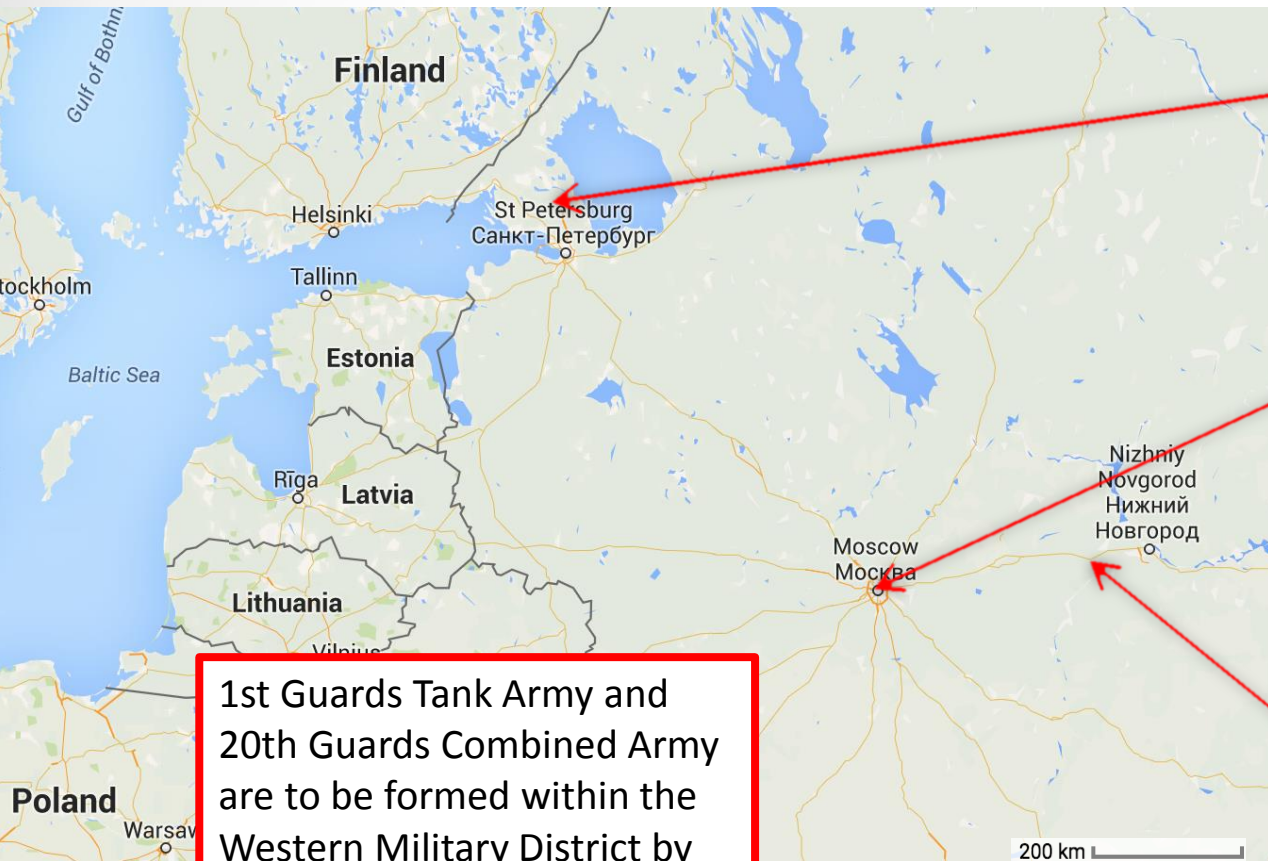 Gulf of Bothn
Finland
Helsinki
St Petersburg
Санкт-Петербург
Tallinn
tockholm
Estonia
Baltic Sea
Rīga
Latvia
Nizhniy
Novgorod
Нижний
Новгород
Moscow
Москва
Lithuania
Vilnius
1st Guards Tank Army and
20th Guards Combined Army
are to be formed within the
Western Military District by
Poland
Warsaw
200 km